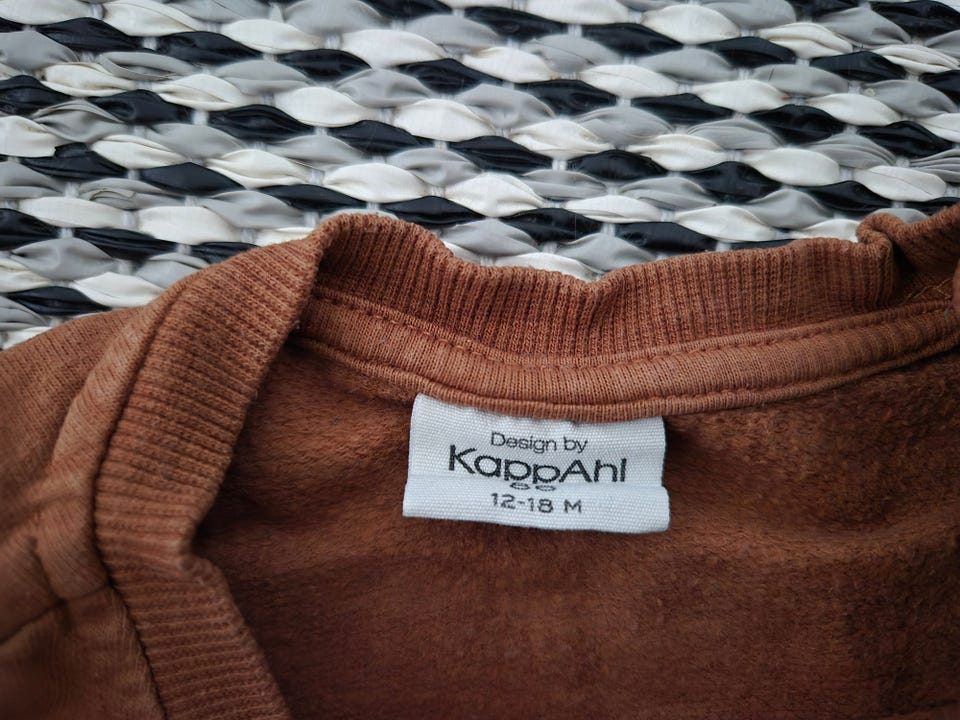 Design by
KappAhl
12-18 M